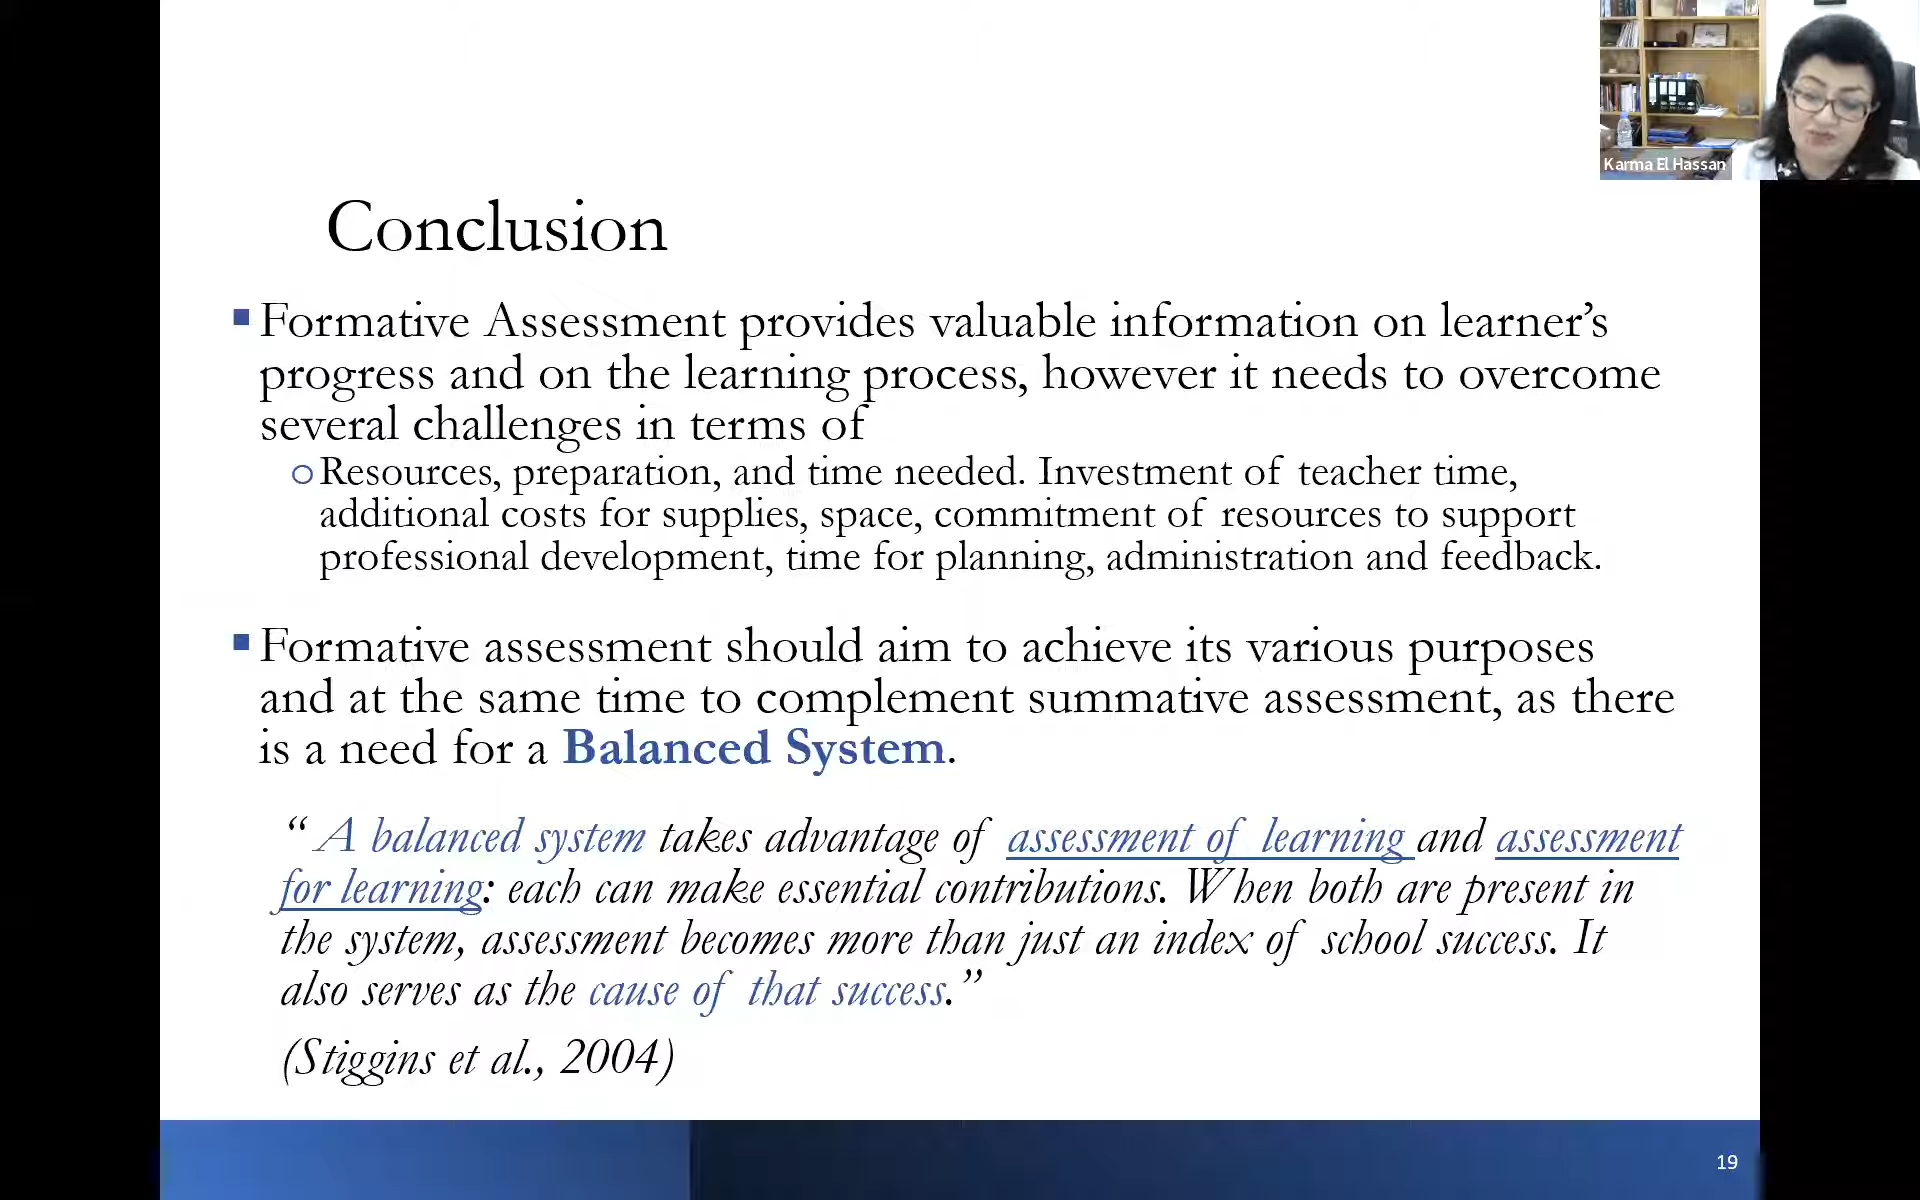 Karma El Hassan
Conclusion
Formative Assessment provides valuable information on learner’s
progress and on the learning process, however it needs to overcome
several challenges in terms of
Resources, preparation, and time needed. Investment of teacher time,
additional costs for supplies, space, commitment of resources to support
professional development, time for planning, administration and feedback.
Formative assessment should aim to achieve its various purposes
and at the same time to complement summative assessment, as there
is a need for a Balanced System.
“ A balanced system takes advantage of assessment of learning and assessment
for learning: each can make essential contributions. When both are present in
the system, assessment becomes more than just an index of school success. It
also serves as the cause of that success.”
(Stiggins et al., 2004)
19